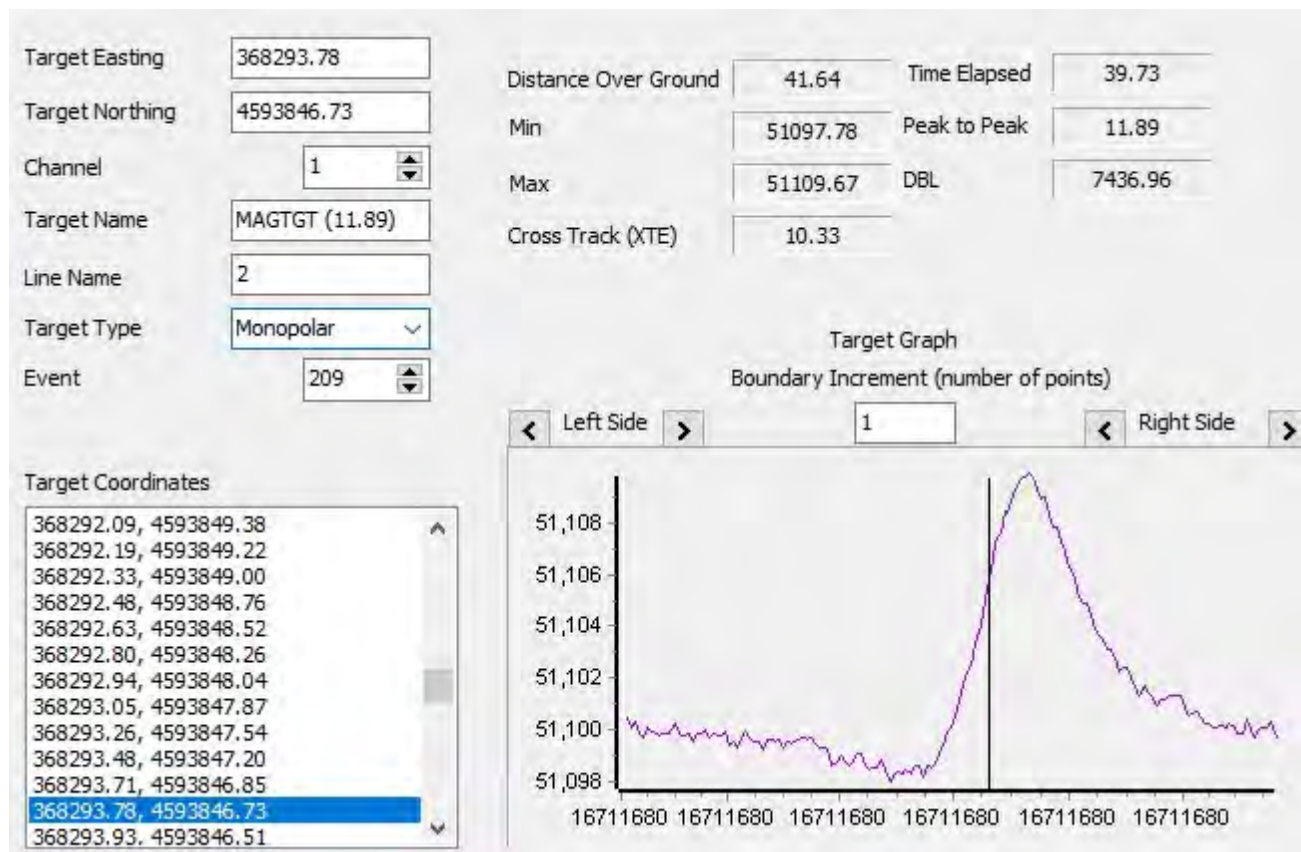 Target Easting 368293.78
Target Northing 4593846.73
Channel 1
Target Name MAGTGT (11.89)
Line Name 2
Target Type Monopolar
Event 209
Distance Over Ground 41.64 Time Elapsed 39.73
Min 51097.78 Peak to Peak 11.89
Max 51109.67 DBL 7436.96
Cross Track (XTE) 10.33
Target Graph
Boundary Increment (number of points)
< Left Side > 1 < Right Side >
Target Coordinates
368292.09, 4593849.38
368292.19, 4593849.22
368292.33, 4593849.00
368292.48, 4593848.76
368292.63, 4593848.52
368292.80, 4593848.26
368292.94, 4593848.04
368293.05, 4593847.87
368293.26, 4593847.54
368293.48, 4593847.20
368293.71, 4593846.85
368293.78, 4593846.73
368293.93, 4593846.51
51,108
51,106
51,104
51,102
51,100
51,098
16711680 16711680 16711680 16711680 16711680 16711680